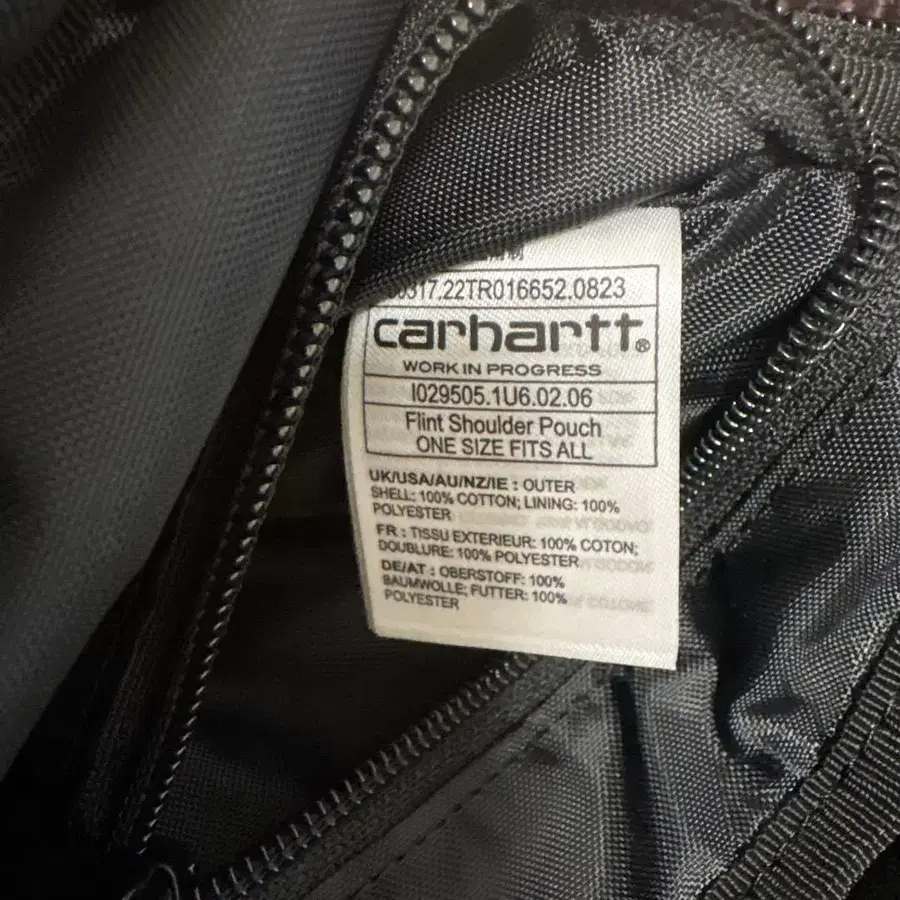 317.22TR016652.0823
carhartt®
WORK IN PROGRESS
I029505.1U6.02.06
Flint Shoulder Pouch
ONE SIZE FITS ALL
UK/USA/AU/NZ/IE : OUTER
SHELL: 100% COTTON; LINING: 100%
POLYESTER
FR : TISSU EXTERIEUR: 100% COTON;
DOUBLURE: 100% POLYESTER
DE/AT : OBERSTOFF: 100%
BAUMWOLLE; FUTTER: 100%
POLYESTER